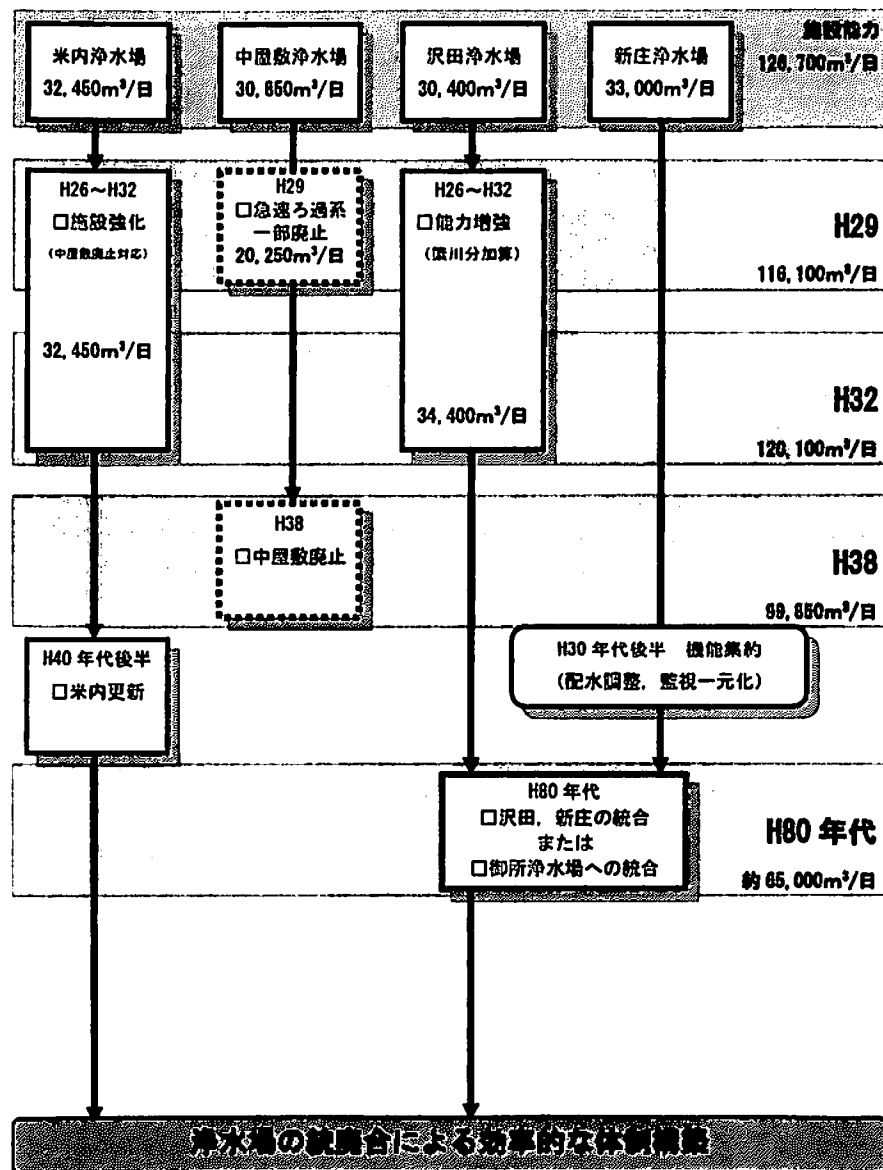 米内浄水場
32,450m³/日
中屋敷浄水場
30,850m³/日
沢田浄水場
30,400m³/日
新庄浄水場
33,000m³/日
施設能力
126,700m³/日
H26～H32
□施設強化
(中屋敷廃止対応)
32,450m³/日
H29
□急速ろ過系
一部廃止
20,250m³/日
H26～H32
□能力増強
(簗川分加算)
34,400m³/日
H29
116,100m³/日
H32
120,100m³/日
H38
□中屋敷廃止
H38
99,850m³/日
H40年代後半
□米内更新
H30年代後半 機能集約
(配水調整，監視一元化)
H80年代
□沢田，新庄の統合
または
□御所浄水場への統合
H80年代
約65,000m³/日
浄水場の統廃合による効率的な体制構築